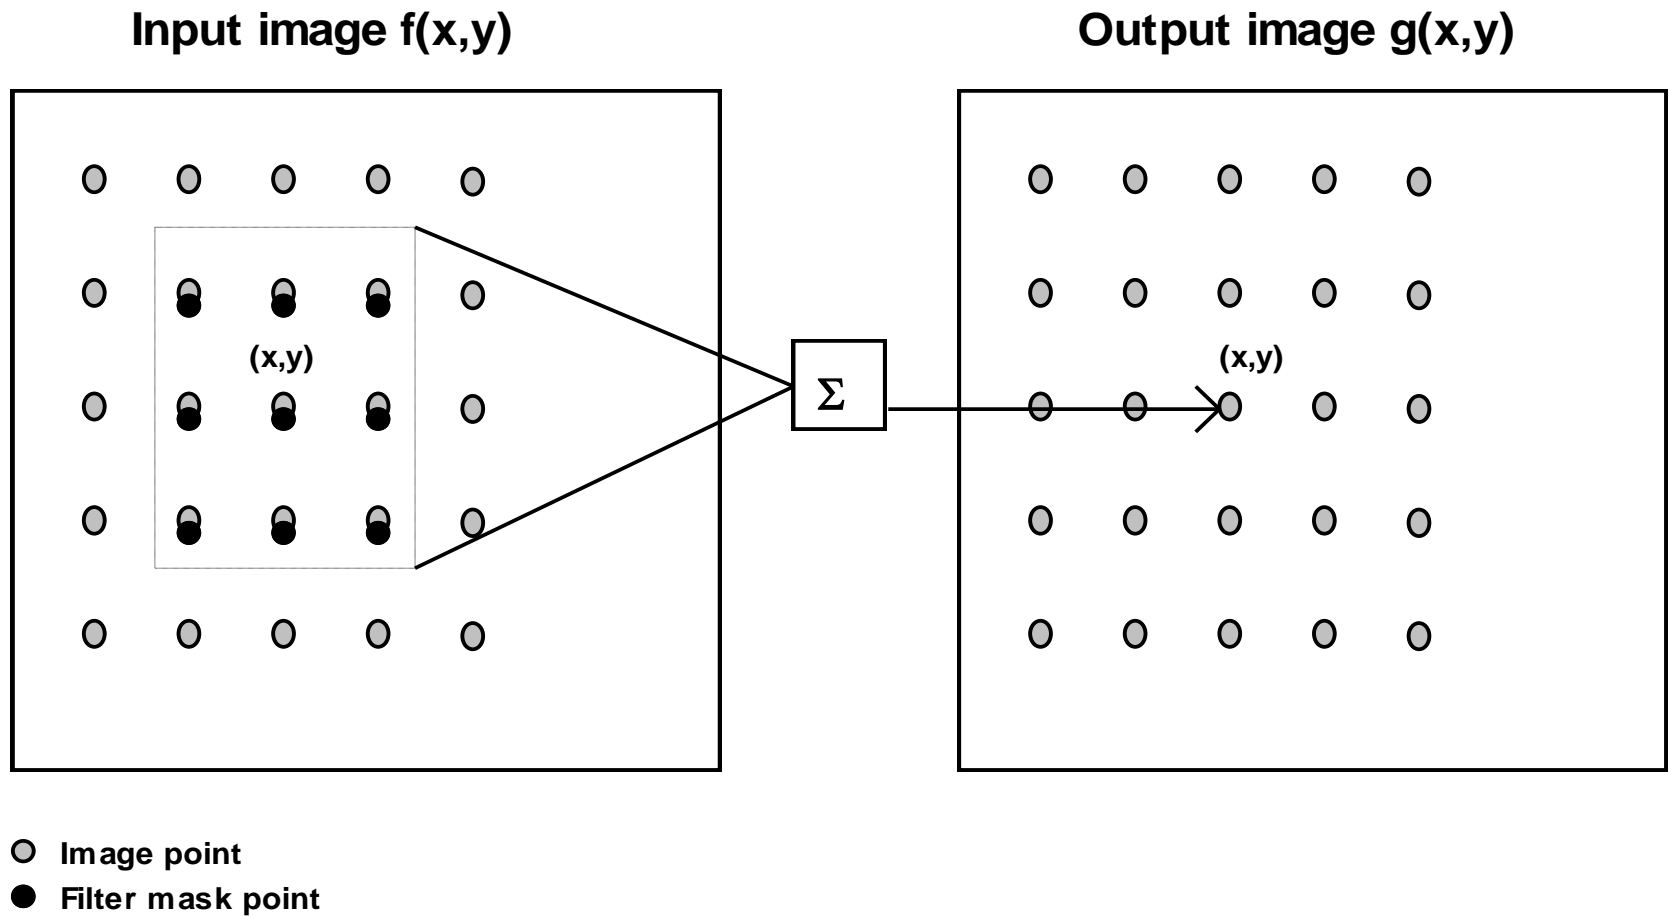 Input image f(x,y)
Output image g(x,y)
(x,y)
Σ
(x,y)
Image point
Filter mask point